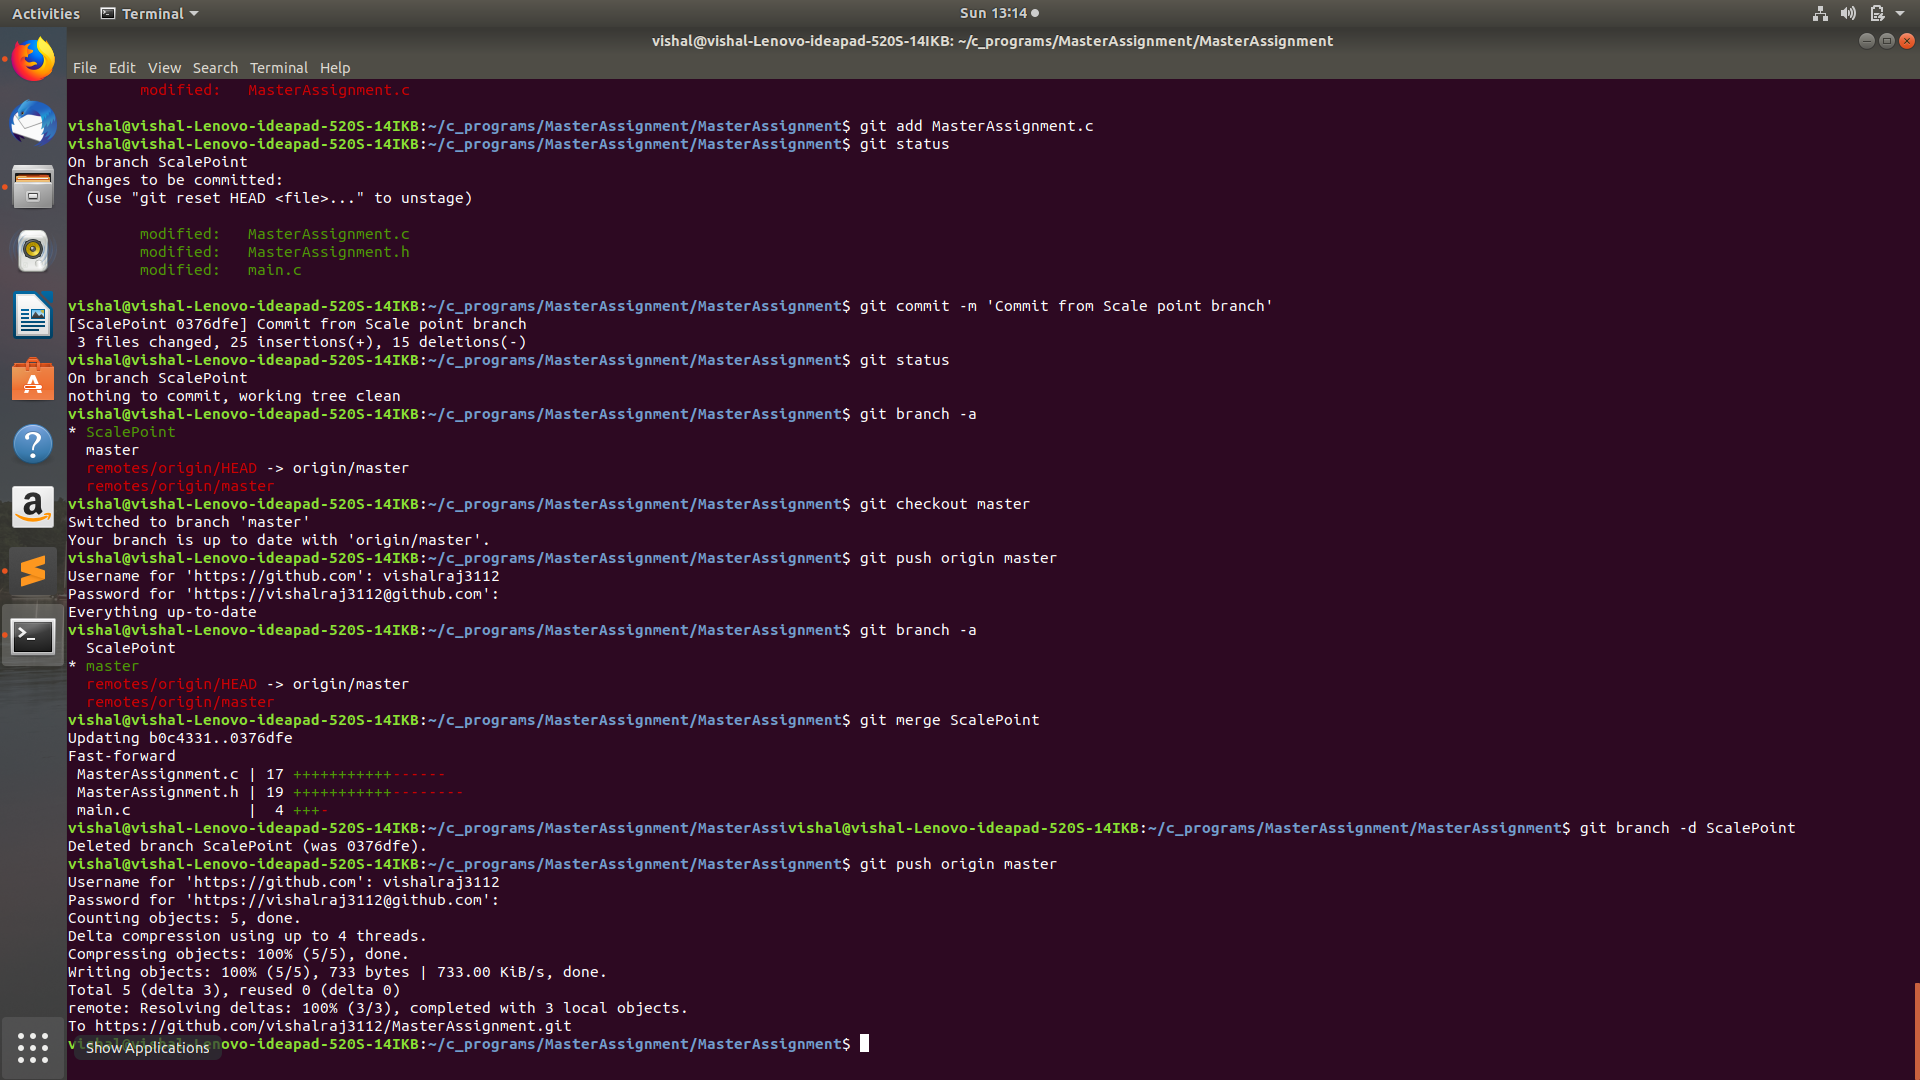 Activities Terminal Sun 13:14
vishal@vishal-Lenovo-ideapad-520S-14IKB: ~/c_programs/MasterAssignment/MasterAssignment
File Edit View Search Terminal Help
modified: MasterAssignment.c
vishal@vishal-Lenovo-ideapad-520S-14IKB:~/c_programs/MasterAssignment/MasterAssignment$ git add MasterAssignment.c
vishal@vishal-Lenovo-ideapad-520S-14IKB:~/c_programs/MasterAssignment/MasterAssignment$ git status
On branch ScalePoint
Changes to be committed:
(use "git reset HEAD <file>..." to unstage)
modified: MasterAssignment.c
modified: MasterAssignment.h
modified: main.c
vishal@vishal-Lenovo-ideapad-520S-14IKB:~/c_programs/MasterAssignment/MasterAssignment$ git commit -m 'Commit from Scale point branch'
[ScalePoint 0376dfe] Commit from Scale point branch
3 files changed, 25 insertions(+), 15 deletions(-)
vishal@vishal-Lenovo-ideapad-520S-14IKB:~/c_programs/MasterAssignment/MasterAssignment$ git status
On branch ScalePoint
nothing to commit, working tree clean
vishal@vishal-Lenovo-ideapad-520S-14IKB:~/c_programs/MasterAssignment/MasterAssignment$ git branch -a
* ScalePoint
master
remotes/origin/HEAD -> origin/master
remotes/origin/master
vishal@vishal-Lenovo-ideapad-520S-14IKB:~/c_programs/MasterAssignment/MasterAssignment$ git checkout master
Switched to branch 'master'
Your branch is up to date with 'origin/master'.
vishal@vishal-Lenovo-ideapad-520S-14IKB:~/c_programs/MasterAssignment/MasterAssignment$ git push origin master
Username for 'https://github.com': vishalraj3112
Password for 'https://vishalraj3112@github.com':
Everything up-to-date
vishal@vishal-Lenovo-ideapad-520S-14IKB:~/c_programs/MasterAssignment/MasterAssignment$ git branch -a
ScalePoint
* master
remotes/origin/HEAD -> origin/master
remotes/origin/master
vishal@vishal-Lenovo-ideapad-520S-14IKB:~/c_programs/MasterAssignment/MasterAssignment$ git merge ScalePoint
Updating b0c4331..0376dfe
Fast-forward
MasterAssignment.c | 17 +++++++++++------
MasterAssignment.h | 19 +++++++++++--------
main.c | 4 +++-
vishal@vishal-Lenovo-ideapad-520S-14IKB:~/c_programs/MasterAssignment/MasterAssivishal@vishal-Lenovo-ideapad-520S-14IKB:~/c_programs/MasterAssignment/MasterAssignment$ git branch -d ScalePoint
Deleted branch ScalePoint (was 0376dfe).
vishal@vishal-Lenovo-ideapad-520S-14IKB:~/c_programs/MasterAssignment/MasterAssignment$ git push origin master
Username for 'https://github.com': vishalraj3112
Password for 'https://vishalraj3112@github.com':
Counting objects: 5, done.
Delta compression using up to 4 threads.
Compressing objects: 100% (5/5), done.
Writing objects: 100% (5/5), 733 bytes | 733.00 KiB/s, done.
Total 5 (delta 3), reused 0 (delta 0)
remote: Resolving deltas: 100% (3/3), completed with 3 local objects.
To https://github.com/vishalraj3112/MasterAssignment.git
Show Applications
novo-ideapad-520S-14IKB:~/c_programs/MasterAssignment/MasterAssignment$